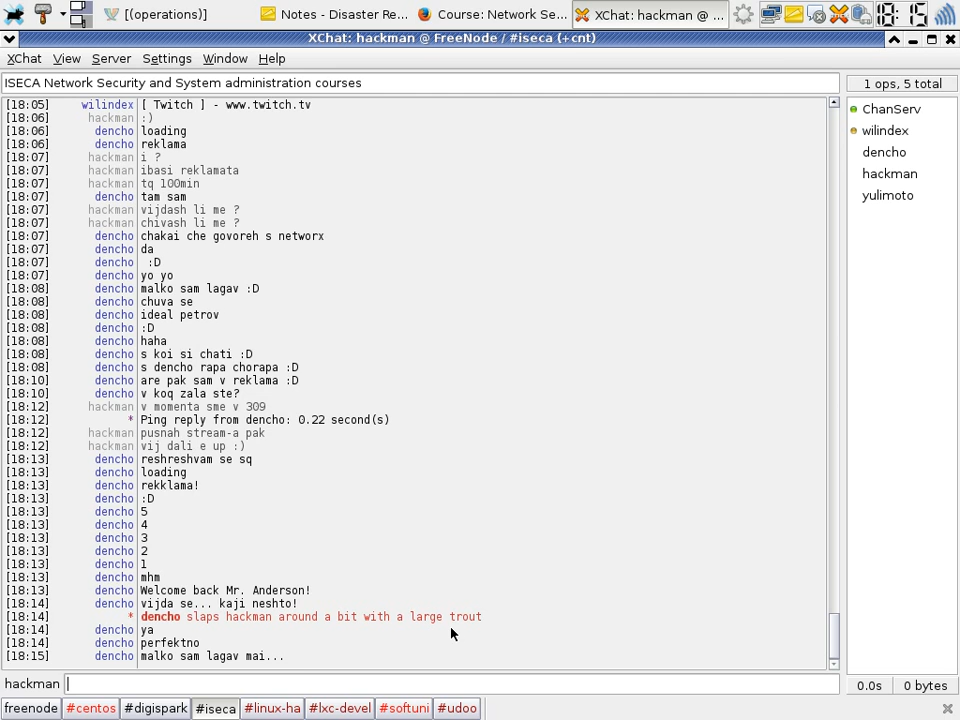 [(operations)]
Notes - Disaster Re...
Course: Network Se...
XChat: hackman @ ...
18:15
XChat: hackman @ FreeNode / #iseca (+cnt)
XChat View Server Settings Window Help
ISECA Network Security and System administration courses
1 ops, 5 total
[18:05] wilindex [ Twitch ] - www.twitch.tv
[18:06] hackman :)
[18:06] dencho loading
[18:06] dencho reklama
[18:07] hackman i ?
[18:07] hackman ibasi reklamata
[18:07] hackman tq 100min
[18:07] dencho tam sam
[18:07] hackman vijdash li me ?
[18:07] hackman chivash li me ?
[18:07] dencho chakai che govoreh s networx
[18:07] dencho da
[18:07] dencho :D
[18:07] dencho yo yo
[18:08] dencho malko sam lagav :D
[18:08] dencho chuva se
[18:08] dencho ideal petrov
[18:08] dencho :D
[18:08] dencho haha
[18:08] dencho s koi si chati :D
[18:08] dencho s dencho rapa chorapa :D
[18:10] dencho are pak sam v reklama :D
[18:10] dencho v koq zala ste?
[18:12] hackman v momenta sme v 309
[18:12] * Ping reply from dencho: 0.22 second(s)
[18:12] hackman pusnah stream-a pak
[18:12] hackman vij dali e up :)
[18:13] dencho reshreshvam se sq
[18:13] dencho loading
[18:13] dencho rekklama!
[18:13] dencho :D
[18:13] dencho 5
[18:13] dencho 4
[18:13] dencho 3
[18:13] dencho 2
[18:13] dencho 1
[18:13] dencho mhm
[18:13] dencho Welcome back Mr. Anderson!
[18:14] dencho vijda se... kaji neshto!
[18:14] * dencho slaps hackman around a bit with a large trout
[18:14] dencho ya
[18:14] dencho perfektno
[18:15] dencho malko sam lagav mai...
ChanServ
wilindex
dencho
hackman
yulimoto
hackman
0.0s 0 bytes
freenode #centos #digispark #iseca #linux-ha #lxc-devel #softuni #udoo